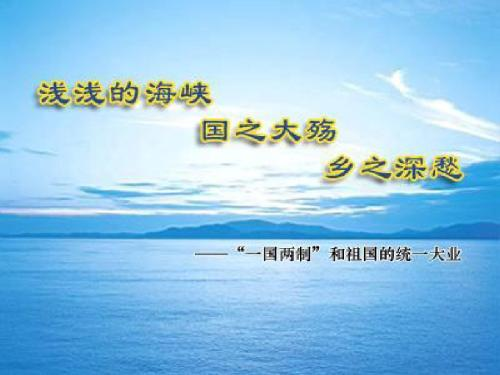 浅浅的海峡
国之大殇
乡之深愁
——“一国两制”和祖国的统一大业